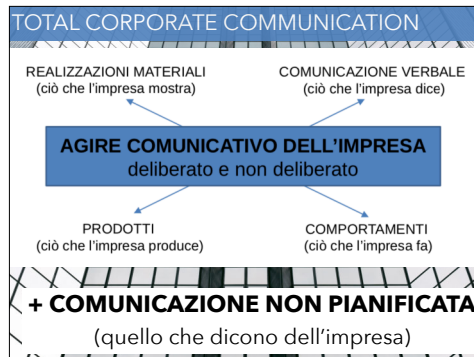 TOTAL CORPORATE COMMUNICATION
REALIZZAZIONI MATERIALI
(ciò che l'impresa mostra)
COMUNICAZIONE VERBALE
(ciò che l'impresa dice)
AGIRE COMUNICATIVO DELL'IMPRESA
deliberato e non deliberato
PRODOTTI
(ciò che l'impresa produce)
COMPORTAMENTI
(ciò che l'impresa fa)
+ COMUNICAZIONE NON PIANIFICATA
(quello che dicono dell'impresa)